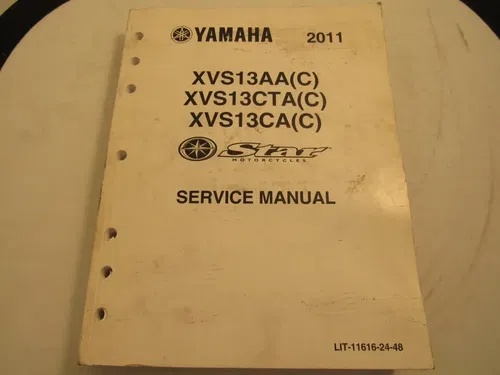 YAMAHA 2011
XVS13AA(C)
XVS13CTA(C)
XVS13CA(C)
Star
MOTORCYCLES
SERVICE MANUAL
LIT-11616-24-48